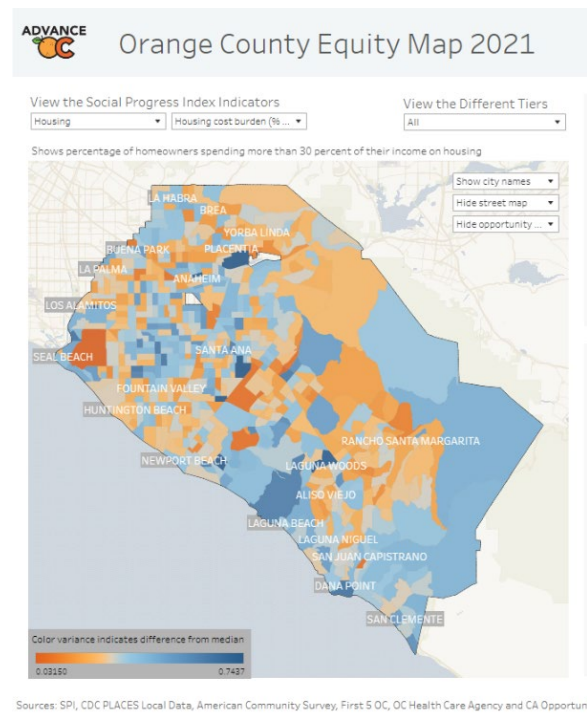 ADVANCE
OC
Orange County Equity Map 2021
View the Social Progress Index Indicators
View the Different Tiers
Housing
Housing cost burden (% ...
All
Shows percentage of homeowners spending more than 30 percent of their income on housing
Show city names
Hide street map
Hide opportunity ...
LA HABRA
BREA
YORBA LINDA
BUENA PARK
PLACENTIA
LA PALMA
ANAHEIM
LOS ALAMITOS
SANTA ANA
SEAL BEACH
FOUNTAIN VALLEY
HUNTINGTON BEACH
RANCHO SANTA MARGARITA
NEWPORT BEACH
LAGUNA WOODS
ALISO VIEJO
LAGUNA BEACH
LAGUNA NIGUEL
SAN JUAN CAPISTRANO
DANA POINT
SAN CLEMENTE
Color variance indicates difference from median
0.03150
0.7437
Sources: SPI, CDC PLACES Local Data, American Community Survey, First 5 OC, OC Health Care Agency and CA Opportun